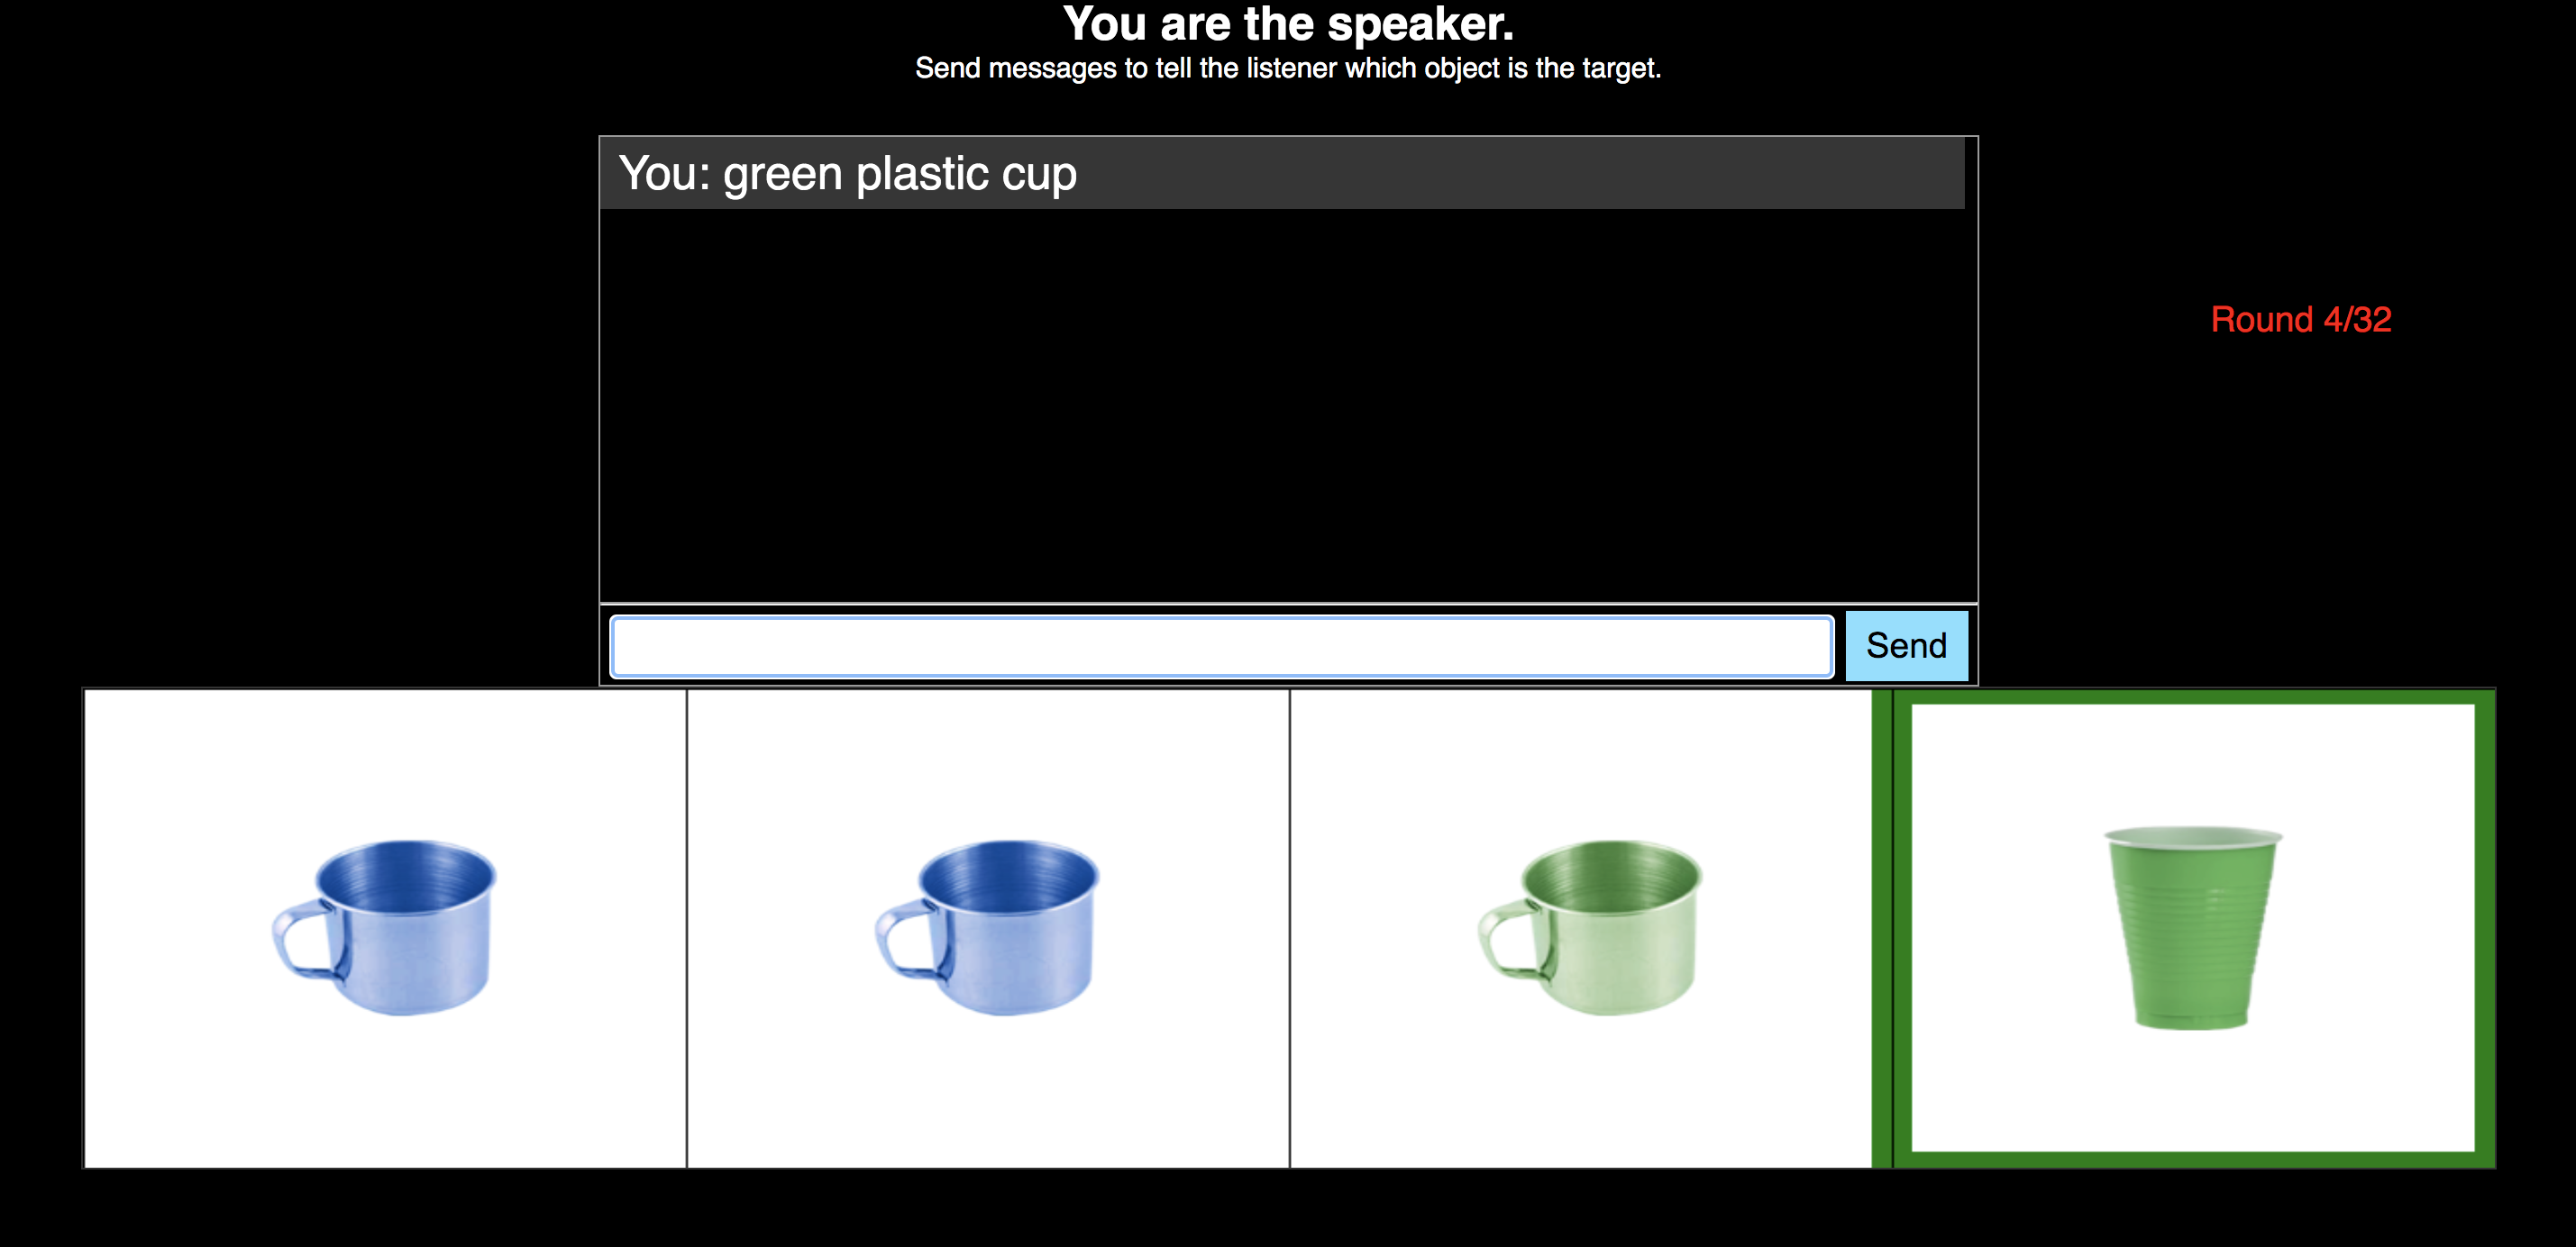 You are the speaker.
Send messages to tell the listener which object is the target.
You: green plastic cup
Round 4/32
Send